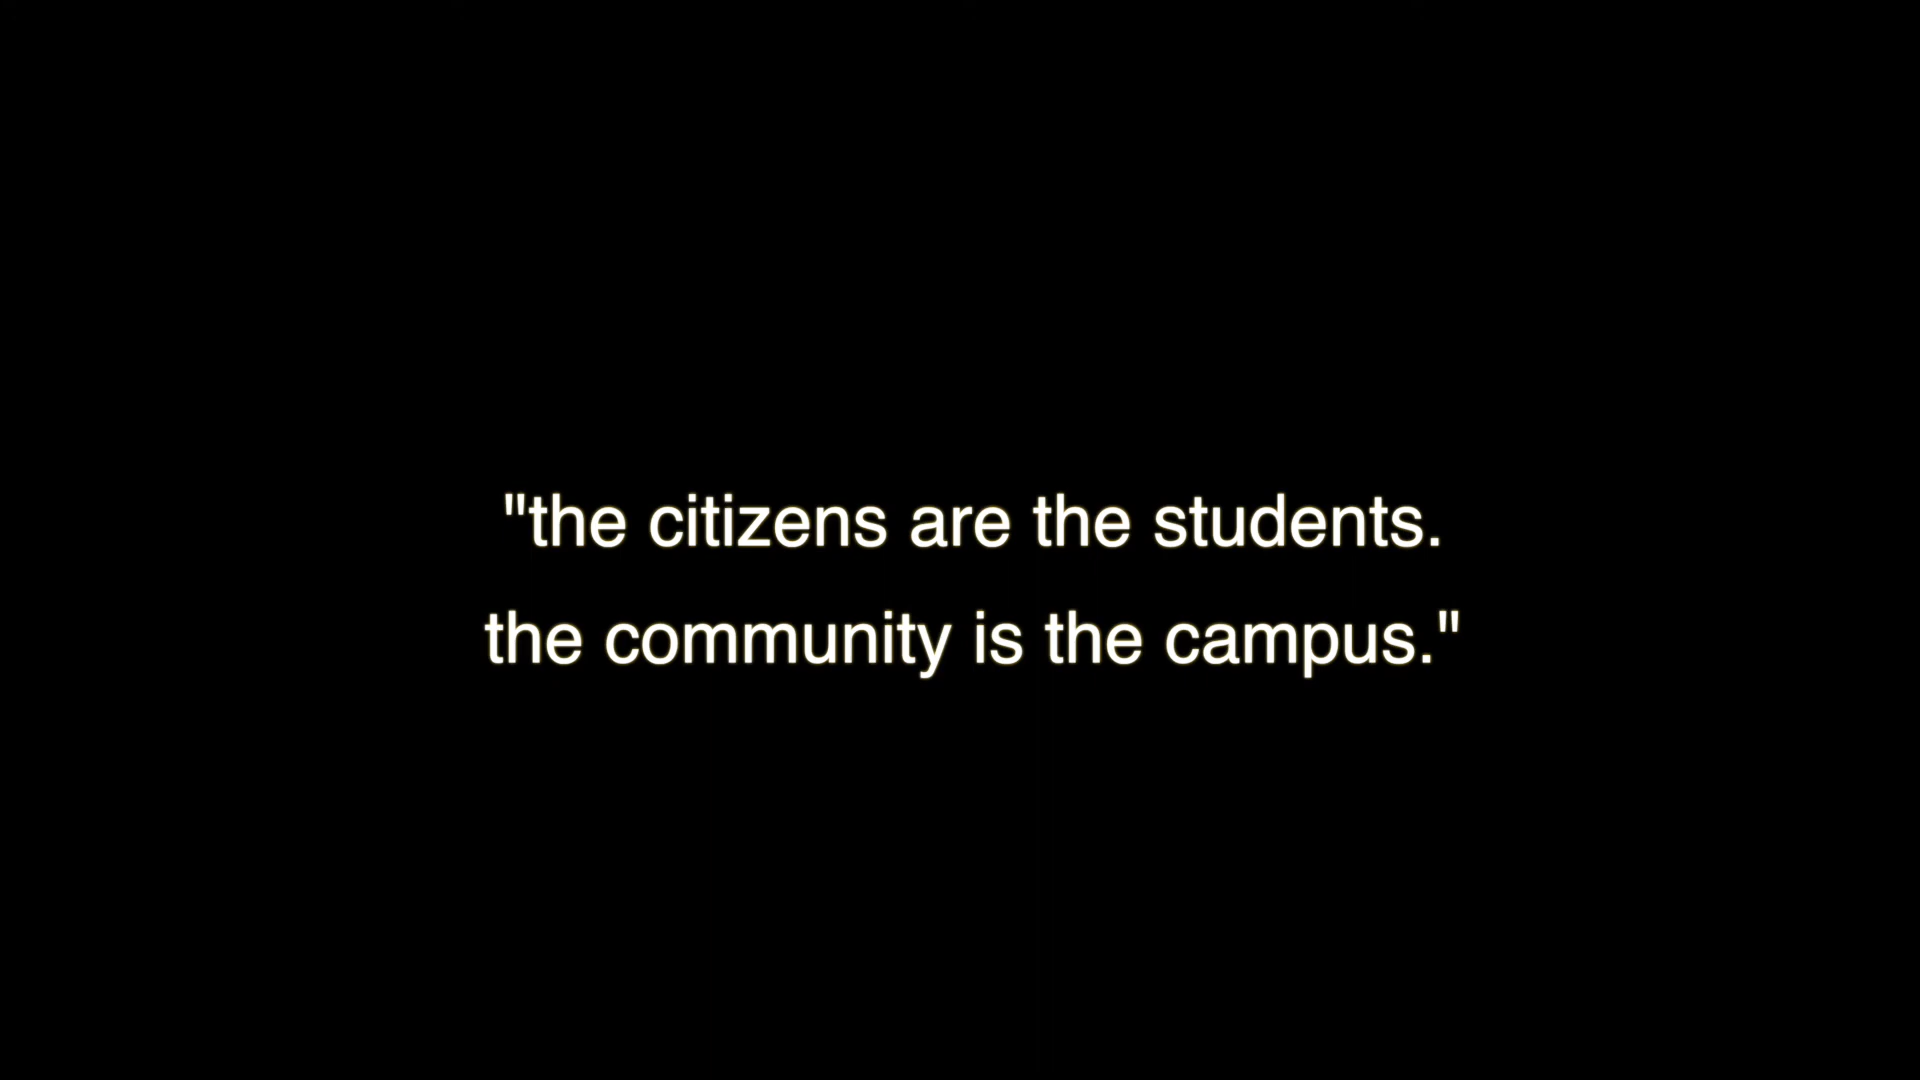 "the citizens are the students.
the community is the campus."